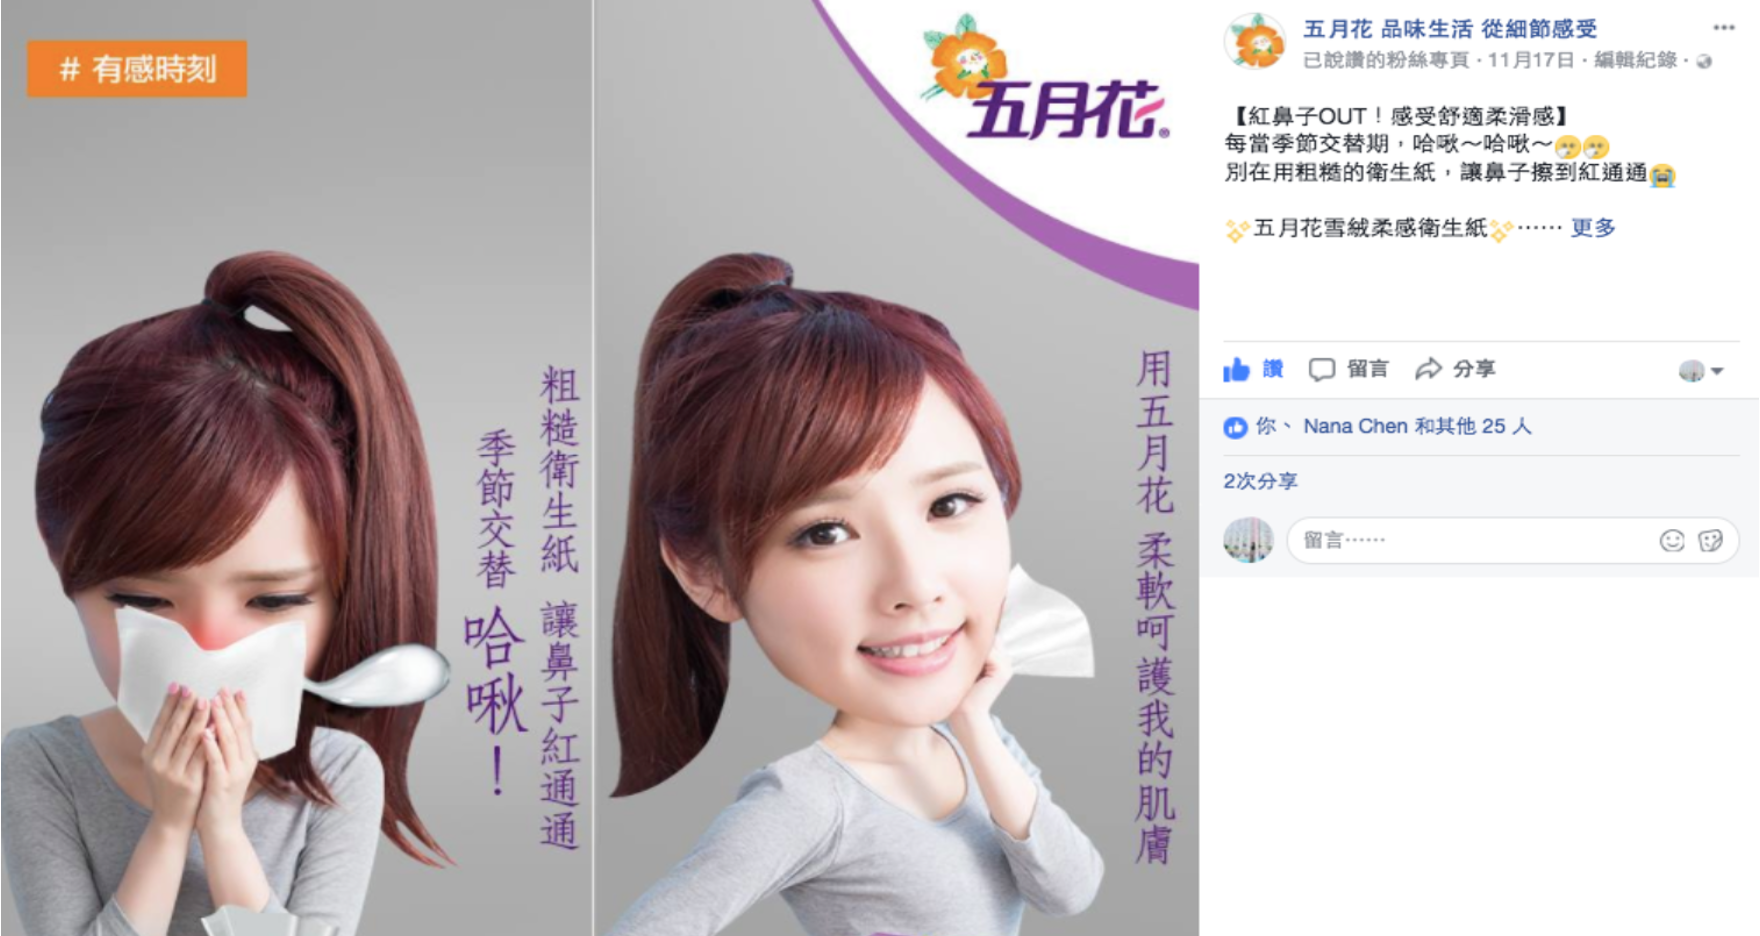 # 有感時刻
粗糙衛生紙 讓鼻子紅通通
季節交替 哈啾！
五月花®
用五月花 柔軟呵護我的肌膚
五月花 品味生活 從細節感受
已說讚的粉絲專頁 · 11月17日 · 編輯紀錄 ·
【紅鼻子OUT！感受舒適柔滑感】
每當季節交替期，哈啾～哈啾～🤧🤧
別在用粗糙的衛生紙，讓鼻子擦到紅通通😭
✨五月花雪絨柔感衛生紙✨…… 更多
讚 留言 分享
你、 Nana Chen 和其他 25 人
2次分享
留言……